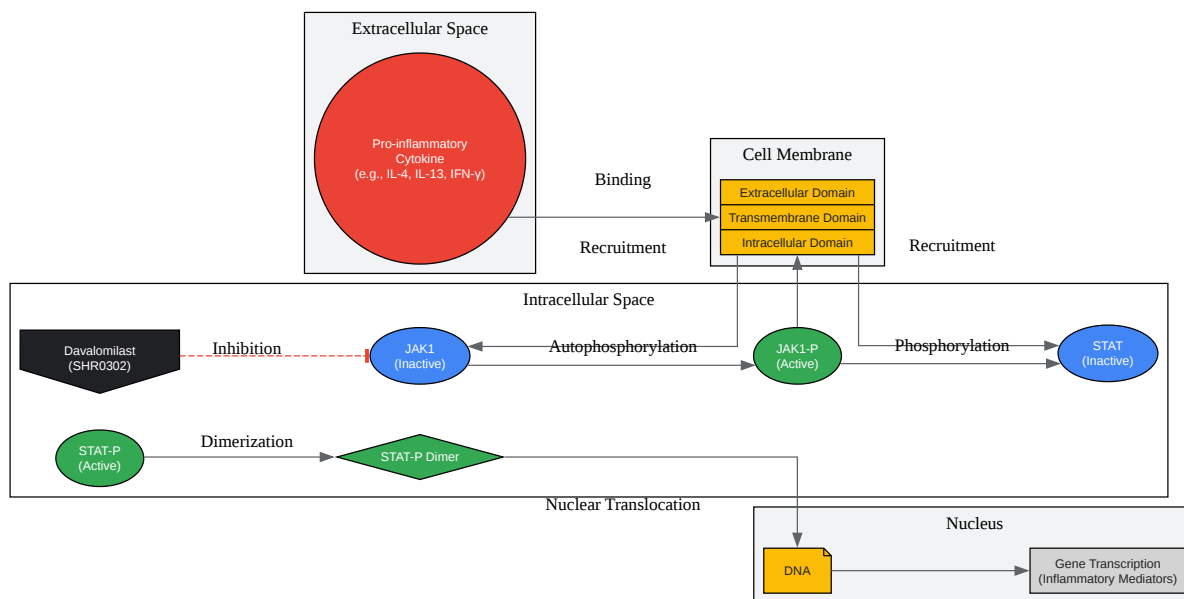 Extracellular Space
Pro-inflammatory
Cytokine
(e.g., IL-4, IL-13, IFN-γ)
Binding
Recruitment
Cell Membrane
Extracellular Domain
Transmembrane Domain
Intracellular Domain
Recruitment
Intracellular Space
Davalomilast
(SHR0302)
Inhibition
JAK1
(Inactive)
Autophosphorylation
JAK1-P
(Active)
Phosphorylation
STAT
(Inactive)
STAT-P
(Active)
Dimerization
STAT-P Dimer
Nuclear Translocation
Nucleus
DNA
Gene Transcription
(Inflammatory Mediators)